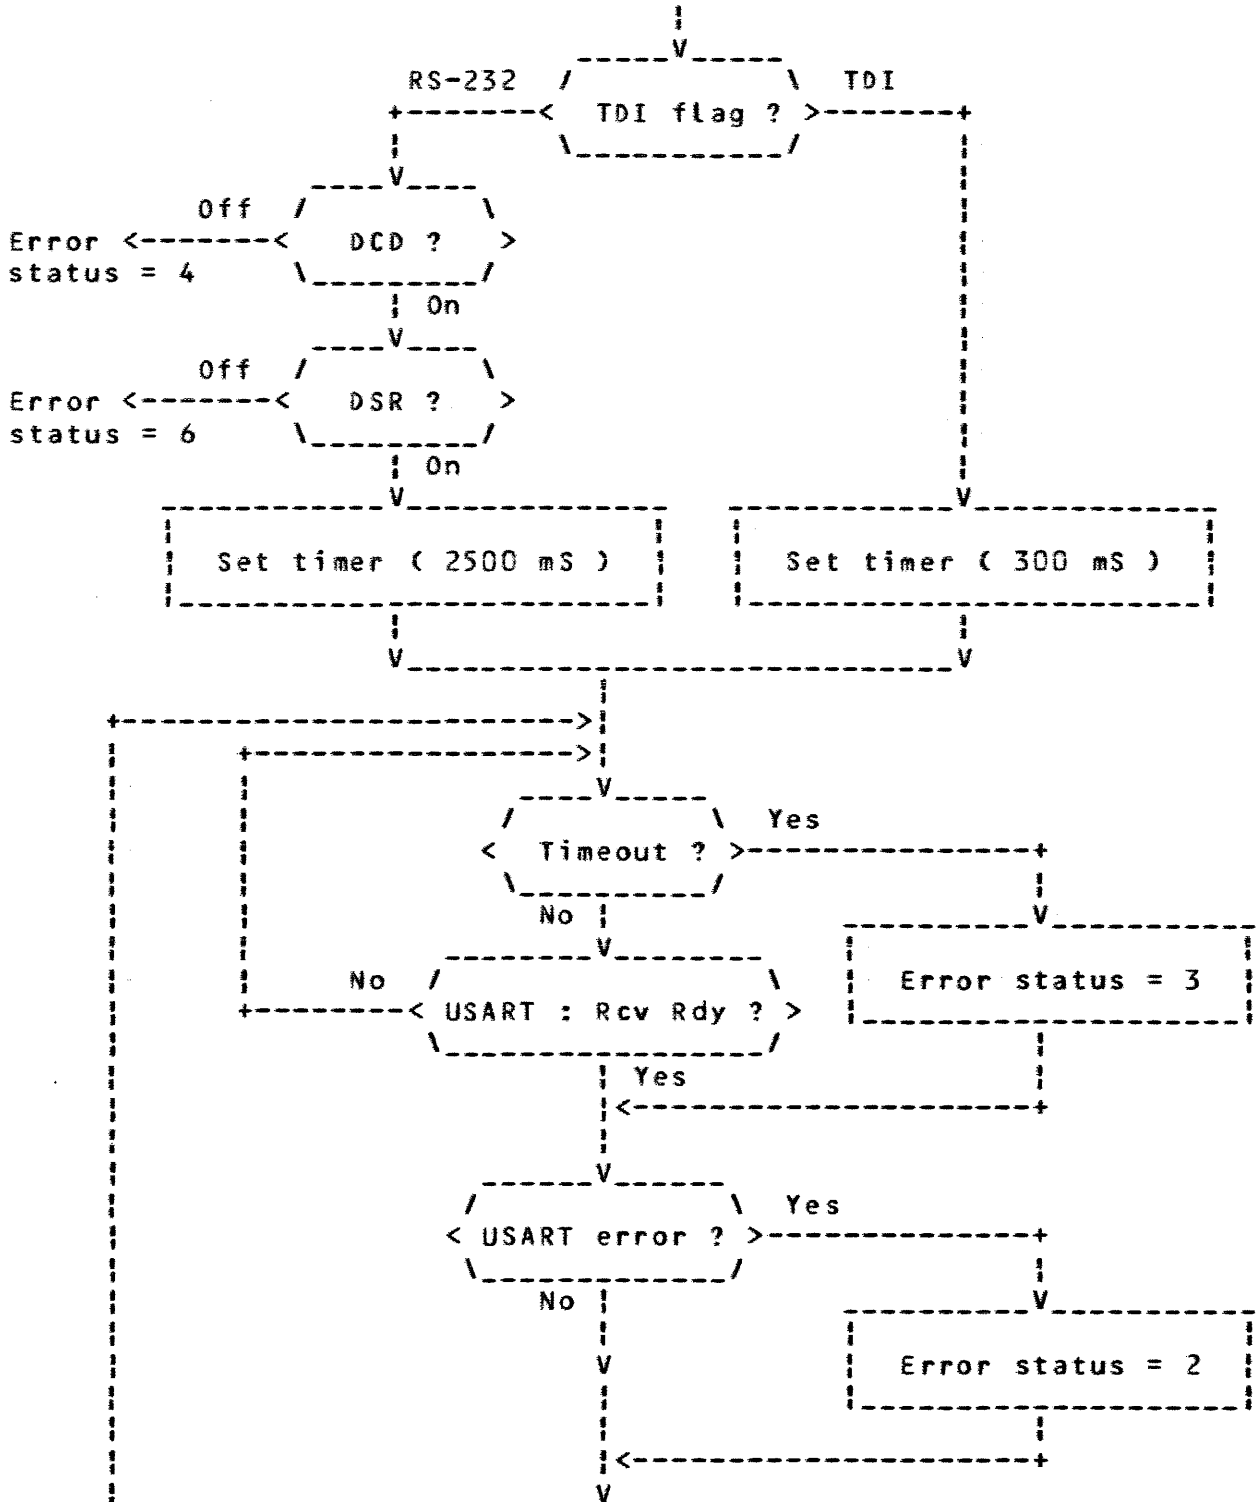 RS-232 TDI
TDI flag ?
Off
Error DCD ?
status = 4
On
Off
Error DSR ?
status = 6
On
Set timer ( 2500 mS ) Set timer ( 300 mS )
Yes
Timeout ?
No
No Error status = 3
USART : Rcv Rdy ?
Yes
Yes
USART error ?
No
Error status = 2